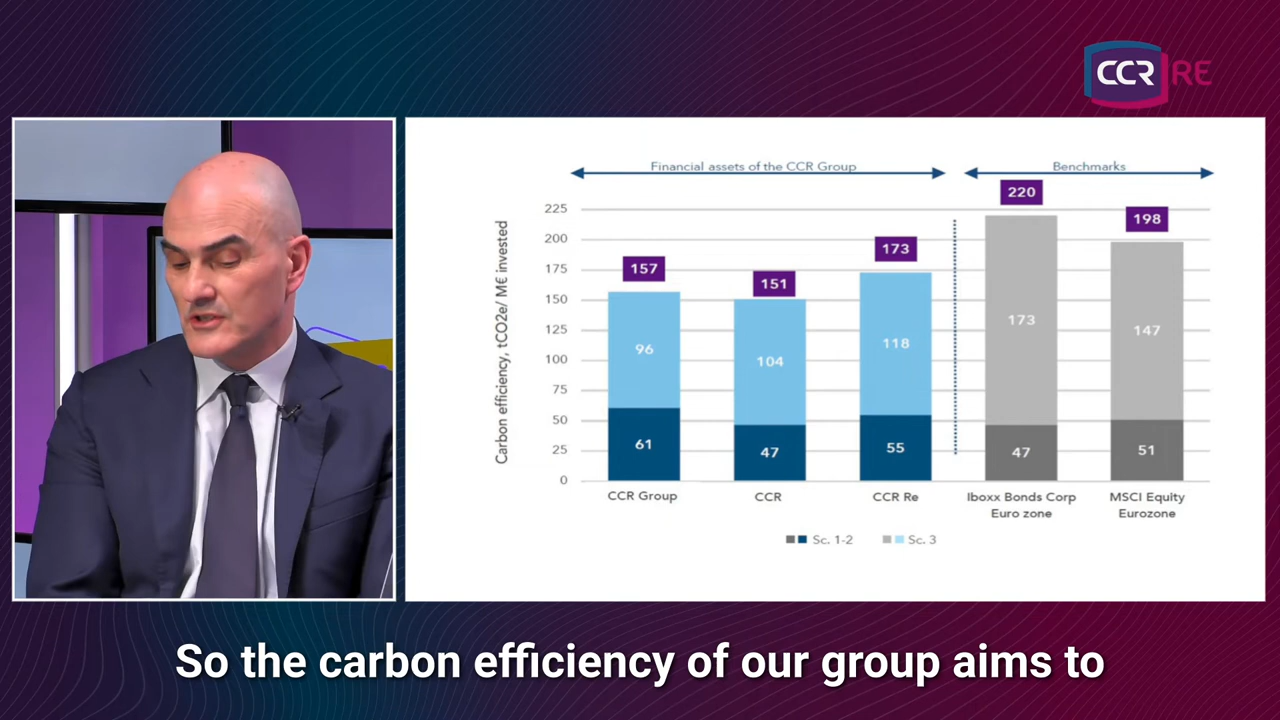 CCR RE
Financial assets of the CCR Group
Benchmarks
Carbon efficiency, tCO2e/ M€ invested
225
200
175
150
125
100
75
50
25
0
157
96
61
151
104
47
173
118
55
220
173
47
198
147
51
CCR Group
CCR
CCR Re
Iboxx Bonds Corp
Euro zone
MSCI Equity
Eurozone
Sc. 1-2
Sc. 3
So the carbon efficiency of our group aims to